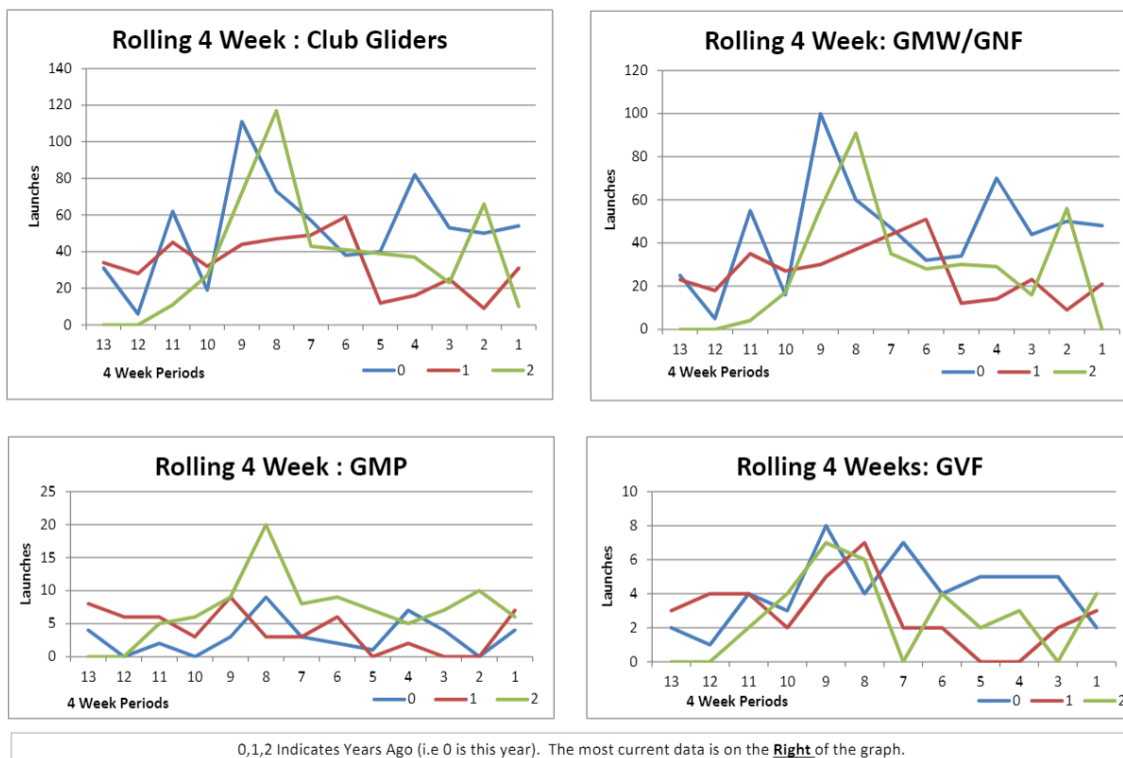 Rolling 4 Week : Club Gliders
Launches
140
120
100
80
60
40
20
0
13 12 11 10 9 8 7 6 5 4 3 2 1
4 Week Periods
0 1 2
Rolling 4 Week: GMW/GNF
Launches
120
100
80
60
40
20
0
13 12 11 10 9 8 7 6 5 4 3 2 1
4 Week Periods
0 1 2
Rolling 4 Week : GMP
Launches
25
20
15
10
5
0
13 12 11 10 9 8 7 6 5 4 3 2 1
4 Week Periods
0 1 2
Rolling 4 Weeks: GVF
Launches
10
8
6
4
2
0
13 12 11 10 9 8 7 6 5 4 3 1
4 Week Periods
0 1 2
0,1,2 Indicates Years Ago (i.e 0 is this year). The most current data is on the Right of the graph.